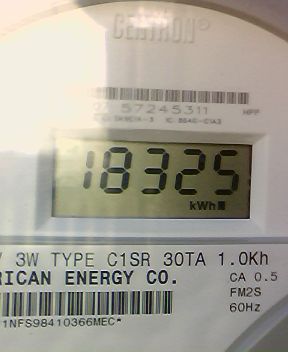 CENTRON®
57245311 HPP
18325
kWh
3W TYPE C1SR 30TA 1.0Kh
RICAN ENERGY CO. CA 0.5
FM2S
1NFS98410366MEC* 60Hz